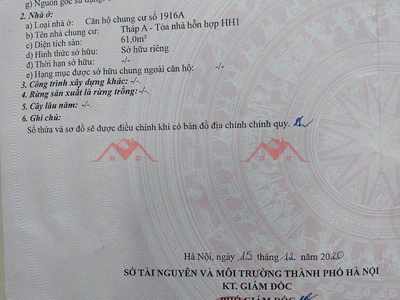 g) Nguồn gốc sử dụng
2. Nhà ở:
a) Loại nhà ở: Căn hộ chung cư số 1916A
b) Tên nhà chung cư: Tháp A - Tòa nhà hỗn hợp HH1
c) Diện tích sàn: 61,0m²
d) Hình thức sở hữu: Sở hữu riêng
đ) Thời hạn sở hữu: -/-
e) Hạng mục được sở hữu chung ngoài căn hộ: -/-
3. Công trình xây dựng khác: -/-
4. Rừng sản xuất là rừng trồng: -/-
5. Cây lâu năm: -/-
6. Ghi chú:
Số thửa và sơ đồ sẽ được điều chỉnh khi có bản đồ địa chính chính quy.
Hà Nội, ngày 15 tháng 12 năm 2020
SỞ TÀI NGUYÊN VÀ MÔI TRƯỜNG THÀNH PHỐ HÀ NỘI
KT. GIÁM ĐỐC
PHÓ GIÁM ĐỐC